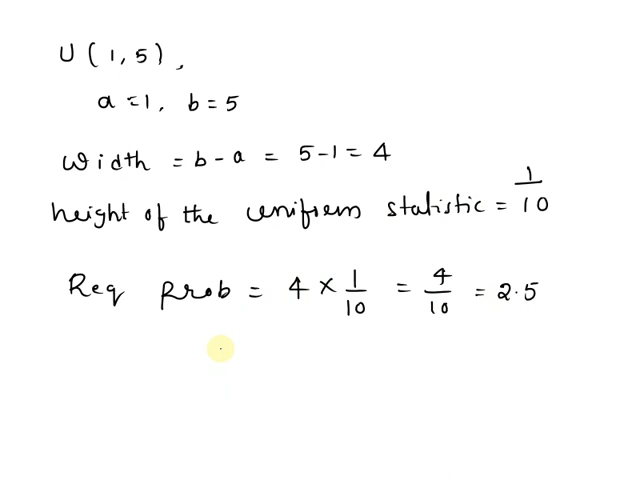 U (1,5),
a = 1, b = 5
Width = b - a = 5 - 1 = 4
height of the uniform statistic = 1/10
Req Prob = 4 × 1/10 = 4/10 = 2.5